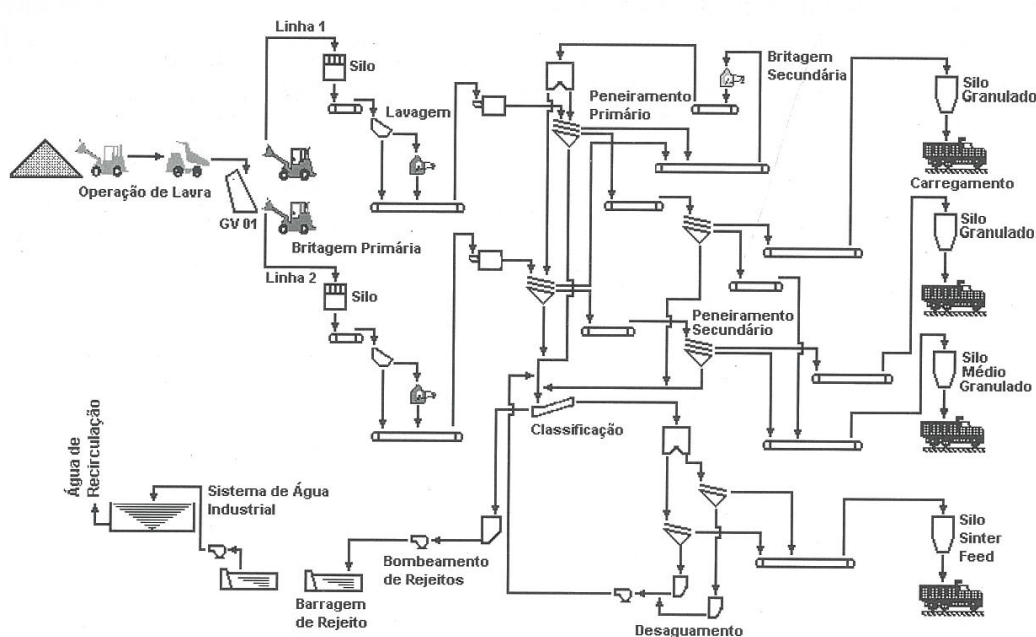 Linha 1
Silo
Lavagem
Britagem
Secundária
Peneiramento
Primário
Silo
Granulado
Carregamento
Operação de Lavra
GV 01
Britagem Primária
Silo
Granulado
Linha 2
Silo
Peneiramento
Secundário
Silo
Médio
Granulado
Classificação
Água de
Recirculação
Sistema de Água
Industrial
Bombeamento
de Rejeitos
Barragem
de Rejeito
Silo
Sinter
Feed
Desaguamento